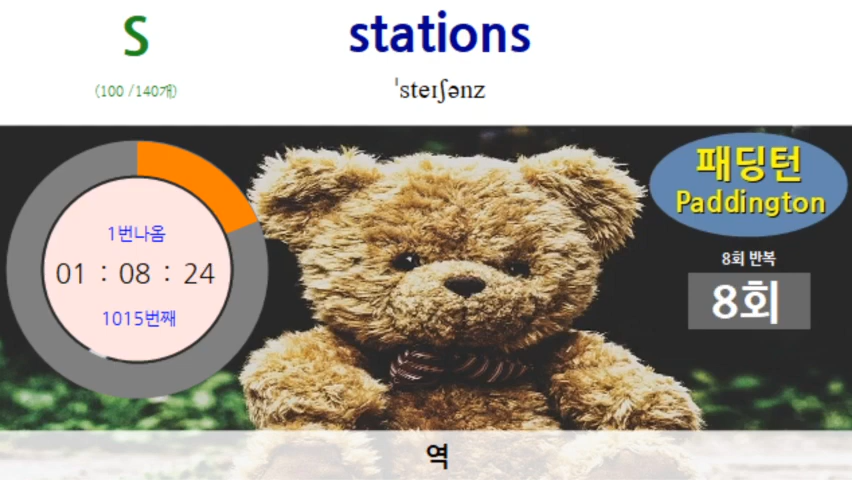 S
stations
(100 /140개)
ˈsteɪʃənz
패딩턴
Paddington
1번나옴
01 : 08 : 24
1015번째
8회 반복
8회
역